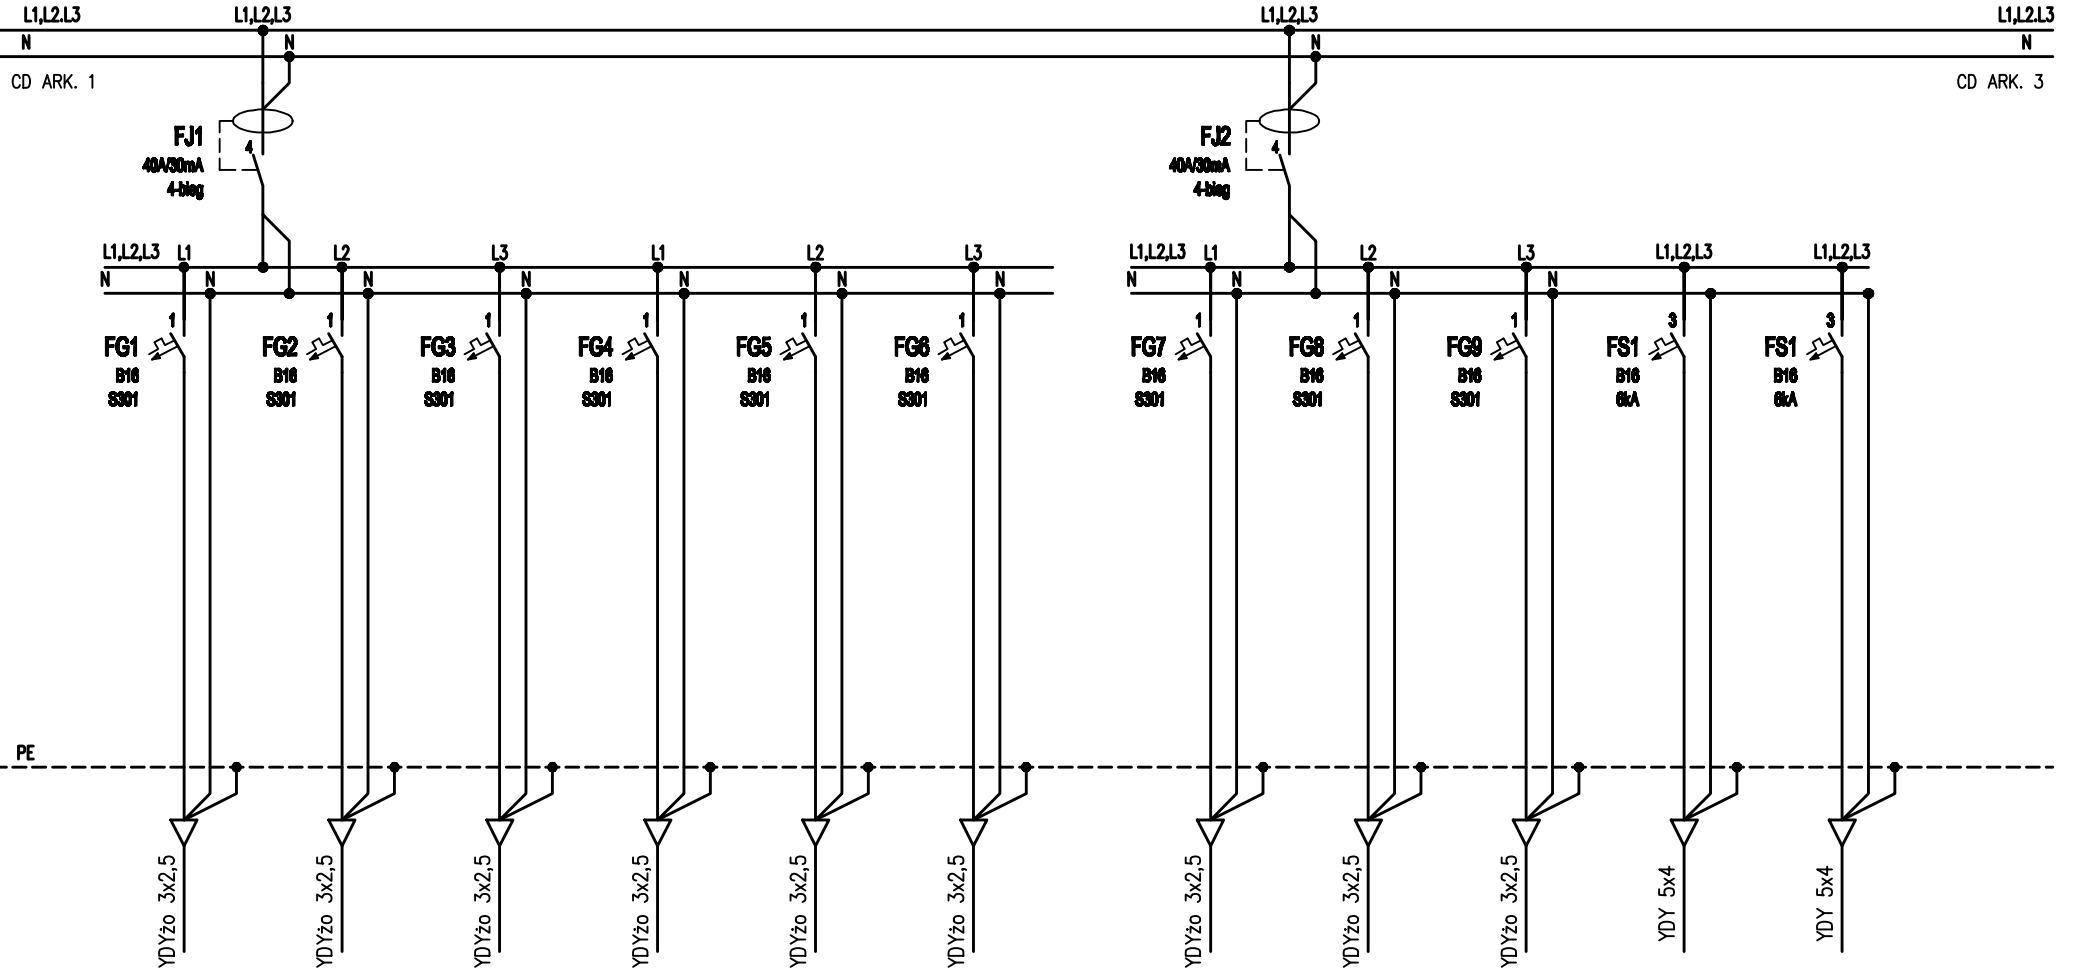 L1,L2.L3 L1,L2,L3 L1,L2,L3 L1,L2.L3
N N N N
CD ARK. 1 CD ARK. 3
FJ1 4 FJ2 4
40A/30mA 40A/30mA
4-bieg 4-bieg
L1,L2,L3 L1 L2 L3 L1 L2 L3 L1,L2,L3 L1 L2 L3 L1,L2,L3 L1,L2,L3
N N N N N N N N N N N
1 1 1 1 1 1 1 1 1 3 3
FG1 FG2 FG3 FG4 FG5 FG6 FG7 FG8 FG9 FS1 FS1
B16 B16 B16 B16 B16 B16 B16 B16 B16 B16 B16
S301 S301 S301 S301 S301 S301 S301 S301 S301 6kA 6kA
PE
YDYżo 3x2,5
YDYżo 3x2,5
YDYżo 3x2,5
YDYżo 3x2,5
YDYżo 3x2,5
YDYżo 3x2,5
YDYżo 3x2,5
YDYżo 3x2,5
YDYżo 3x2,5
YDY 5x4
YDY 5x4